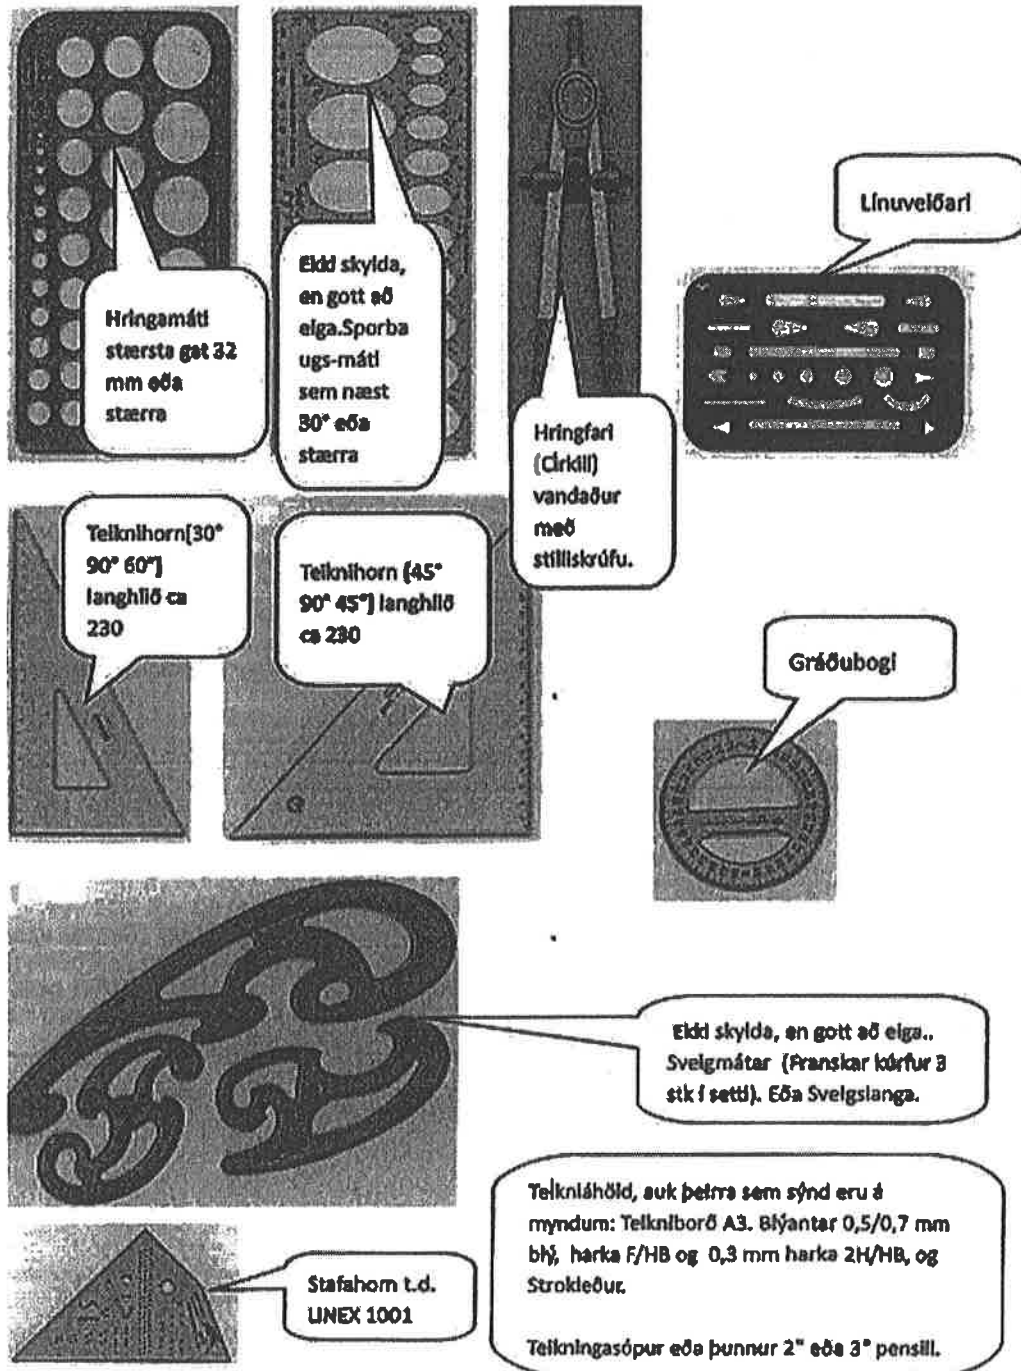 Hringamáti
stærsta gat 32
mm eða
stærra
Ekki skylda,
en gott að
eiga.Sporba
ugs-máti
sem næst
30° eða
stærra
Hringfari
(Cirkill)
vandaður
með
stilliskrúfu.
Línuveiðari
Teiknihorn[30°
90° 60°]
langhlið ca
230
Teiknihorn [45°
90° 45°] langhlið
ca 230
Gráðubogi
Ekki skylda, en gott að eiga..
Sveigmátar (Franskar kúrfur 3
stk í setti). Eða Sveigslanga.
Stafahorn t.d.
LINEX 1001
Teikniáhöld, auk þeirra sem sýnd eru á
myndum: Teikniborð A3. Blýantar 0,5/0,7 mm
blý, harka F/HB og 0,3 mm harka 2H/HB, og
Strokleður.
Teikningasópur eða þunnur 2" eða 3" pensill.